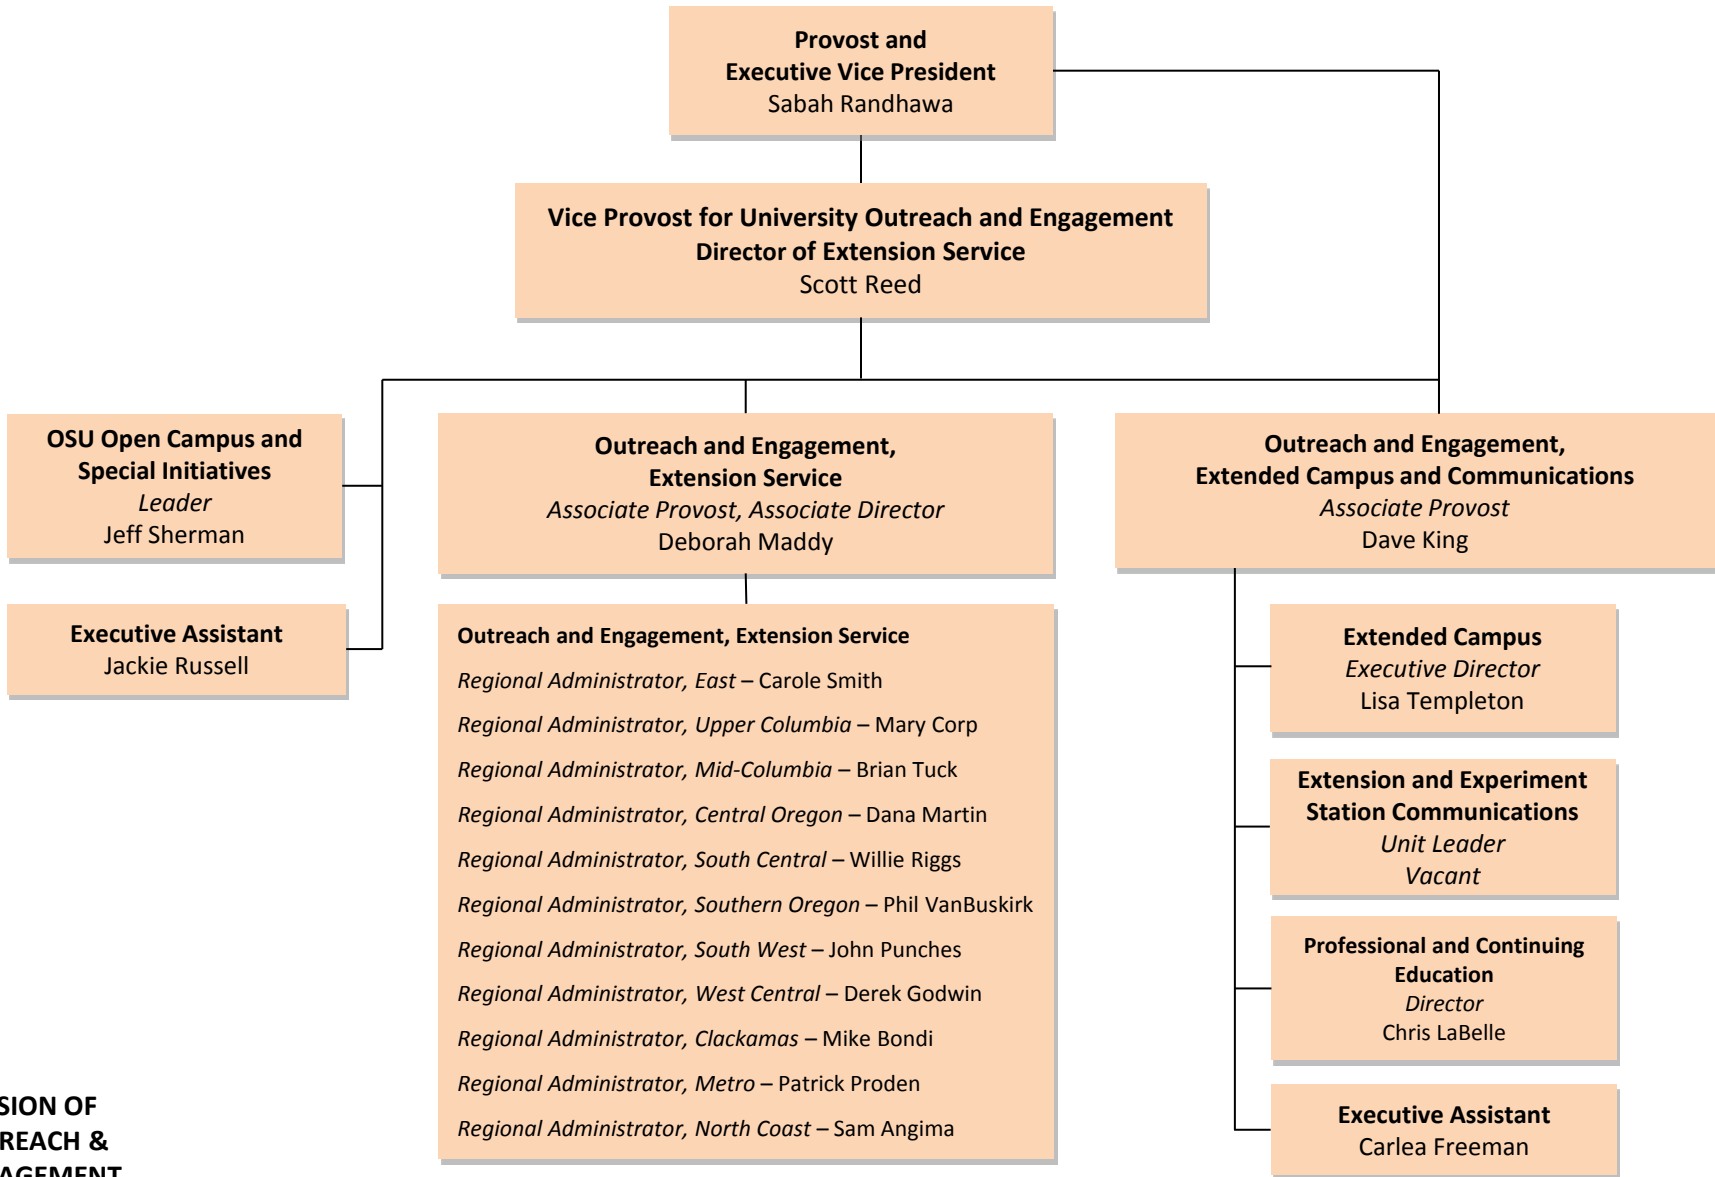 Provost and
Executive Vice President
Sabah Randhawa
Vice Provost for University Outreach and Engagement
Director of Extension Service
Scott Reed
OSU Open Campus and
Special Initiatives
Leader
Jeff Sherman
Executive Assistant
Jackie Russell
Outreach and Engagement,
Extension Service
Associate Provost, Associate Director
Deborah Maddy
Outreach and Engagement, Extension Service
Regional Administrator, East – Carole Smith
Regional Administrator, Upper Columbia – Mary Corp
Regional Administrator, Mid-Columbia – Brian Tuck
Regional Administrator, Central Oregon – Dana Martin
Regional Administrator, South Central – Willie Riggs
Regional Administrator, Southern Oregon – Phil VanBuskirk
Regional Administrator, South West – John Punches
Regional Administrator, West Central – Derek Godwin
Regional Administrator, Clackamas – Mike Bondi
Regional Administrator, Metro – Patrick Proden
Regional Administrator, North Coast – Sam Angima
Outreach and Engagement,
Extended Campus and Communications
Associate Provost
Dave King
Extended Campus
Executive Director
Lisa Templeton
Extension and Experiment
Station Communications
Unit Leader
Vacant
Professional and Continuing
Education
Director
Chris LaBelle
Executive Assistant
Carlea Freeman
SION OF
REACH &
AGEMENT